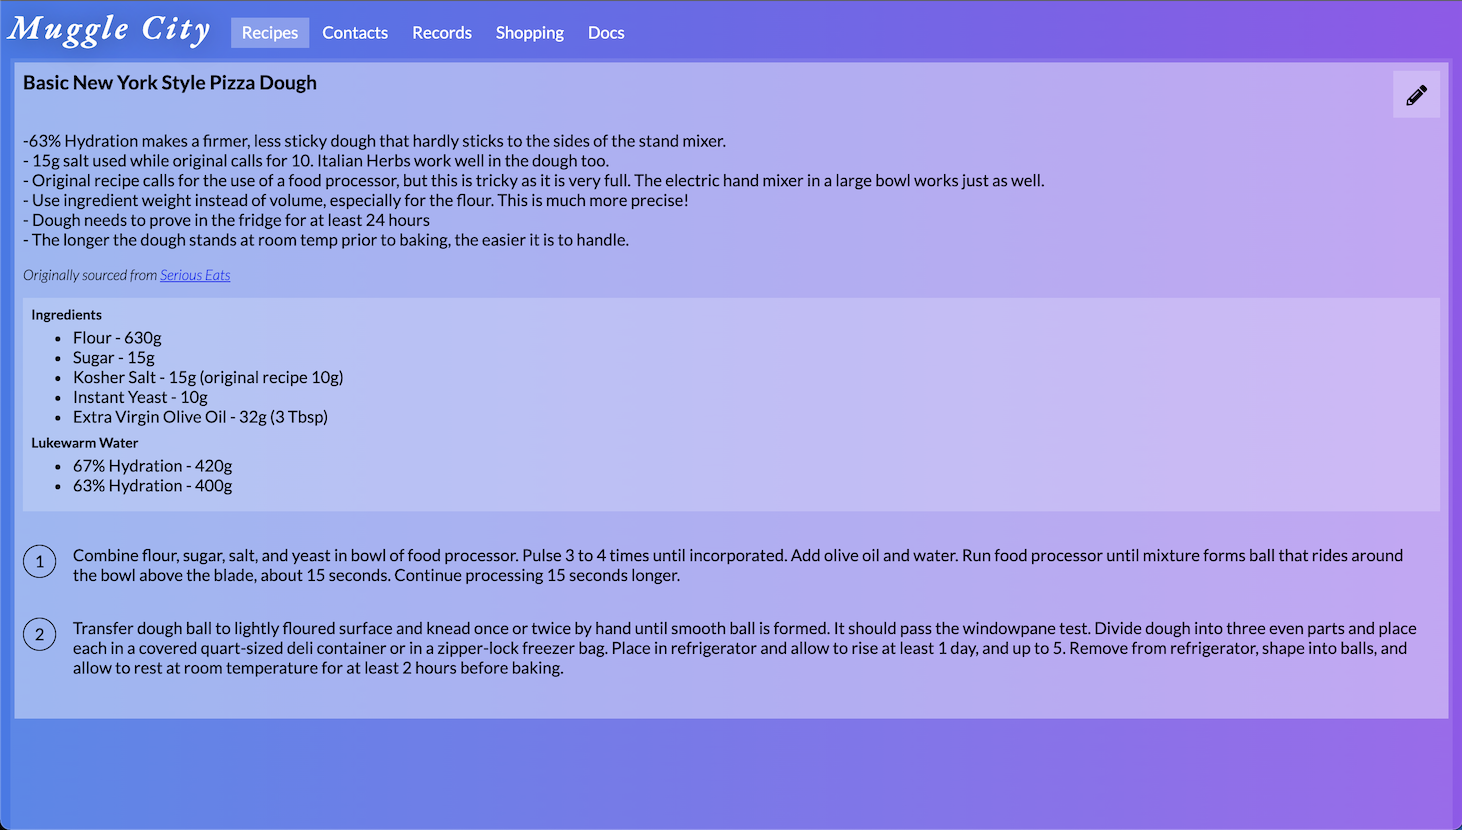 Muggle City
Recipes
Contacts
Records
Shopping
Docs
Basic New York Style Pizza Dough
-63% Hydration makes a firmer, less sticky dough that hardly sticks to the sides of the stand mixer.
- 15g salt used while original calls for 10. Italian Herbs work well in the dough too.
- Original recipe calls for the use of a food processor, but this is tricky as it is very full. The electric hand mixer in a large bowl works just as well.
- Use ingredient weight instead of volume, especially for the flour. This is much more precise!
- Dough needs to prove in the fridge for at least 24 hours
- The longer the dough stands at room temp prior to baking, the easier it is to handle.
Originally sourced from Serious Eats
Ingredients
• Flour - 630g
• Sugar - 15g
• Kosher Salt - 15g (original recipe 10g)
• Instant Yeast - 10g
• Extra Virgin Olive Oil - 32g (3 Tbsp)
Lukewarm Water
• 67% Hydration - 420g
• 63% Hydration - 400g
1
Combine flour, sugar, salt, and yeast in bowl of food processor. Pulse 3 to 4 times until incorporated. Add olive oil and water. Run food processor until mixture forms ball that rides around
the bowl above the blade, about 15 seconds. Continue processing 15 seconds longer.
2
Transfer dough ball to lightly floured surface and knead once or twice by hand until smooth ball is formed. It should pass the windowpane test. Divide dough into three even parts and place
each in a covered quart-sized deli container or in a zipper-lock freezer bag. Place in refrigerator and allow to rise at least 1 day, and up to 5. Remove from refrigerator, shape into balls, and
allow to rest at room temperature for at least 2 hours before baking.